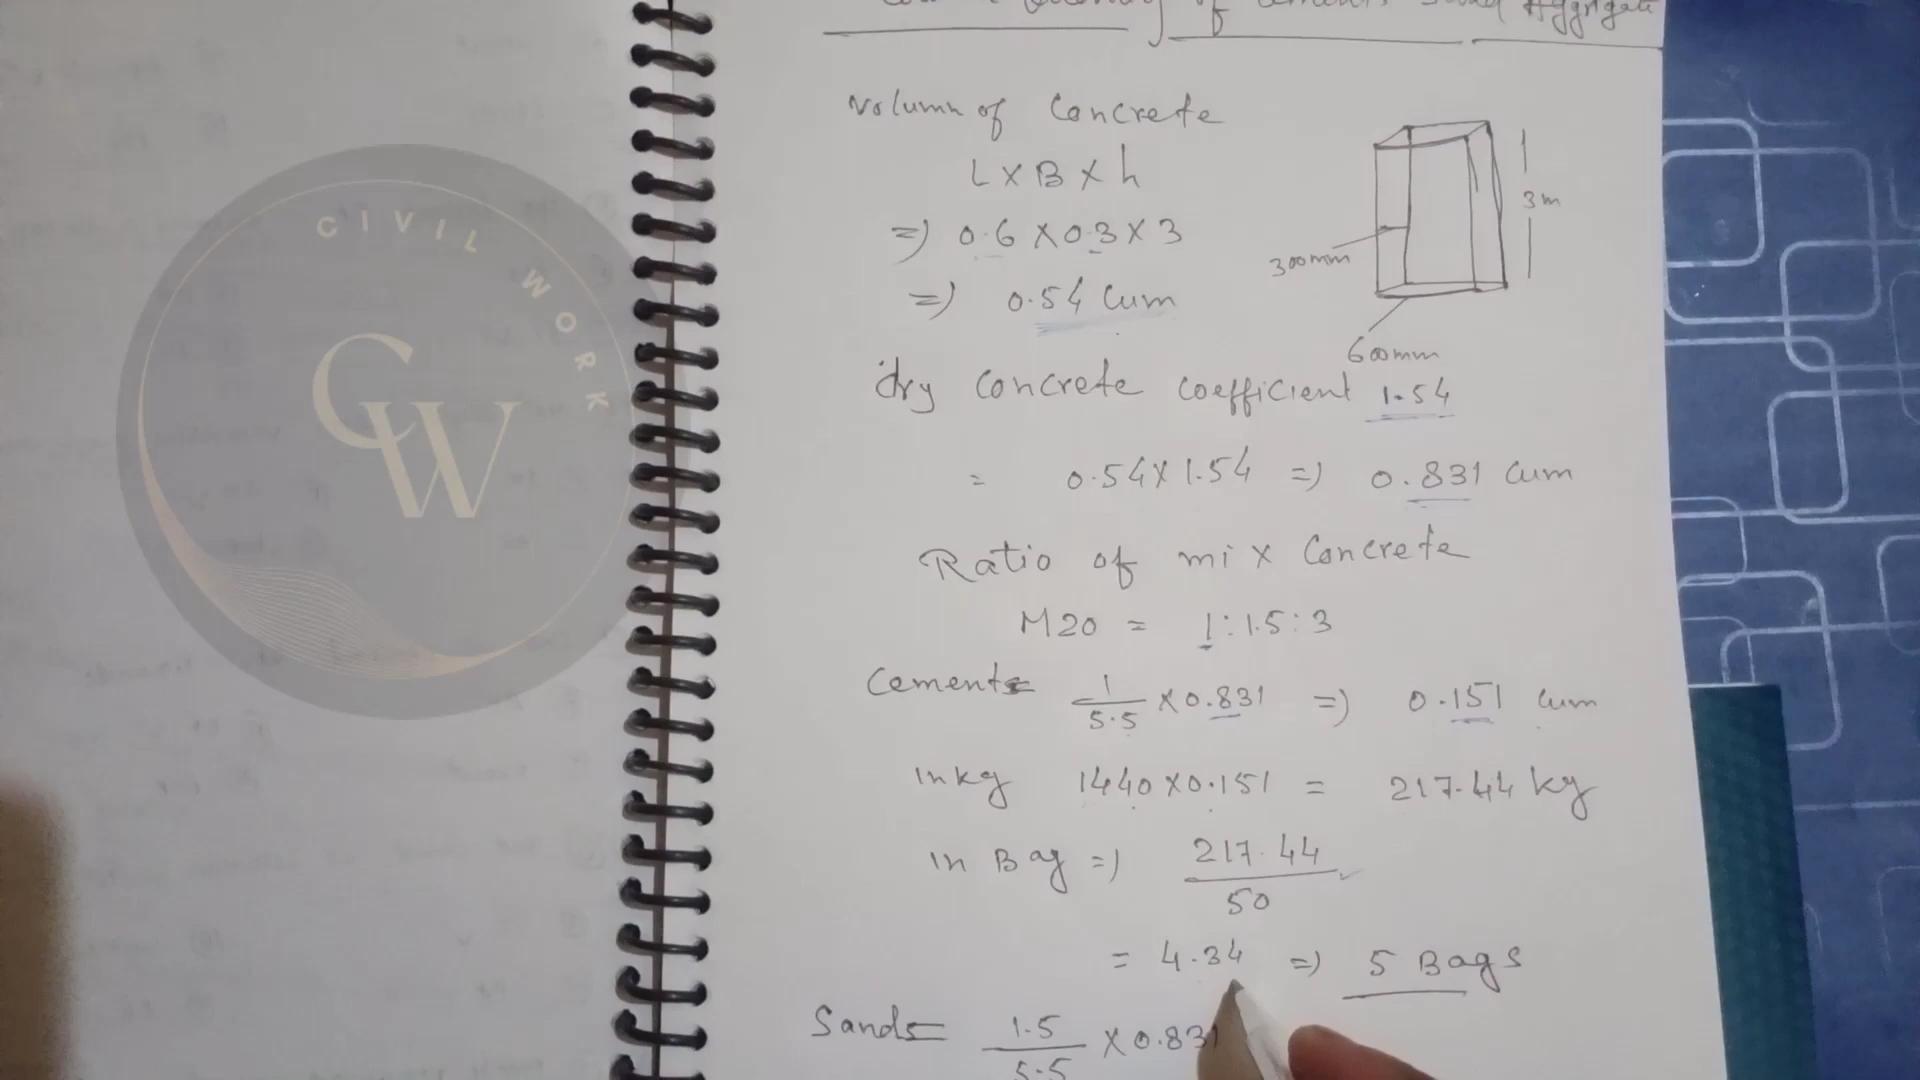 CIVIL WORK
CW
of Aggrigate
Volumn of Concrete
L X B X h
=) 0.6 X 0.3 X 3
=) 0.54 Cum
3m
300mm
600mm
dry Concrete Coefficient 1.54
= 0.54 X 1.54 =) 0.831 Cum
Ratio of mix Concrete
M20 = 1:1.5:3
Cement = 1/5.5 X 0.831 =) 0.151 Cum
In kg 1440 X 0.151 = 217.44 kg
In Bag =) 217.44/50
= 4.34 =) 5 Bags
Sand = 1.5/5.5 X 0.831